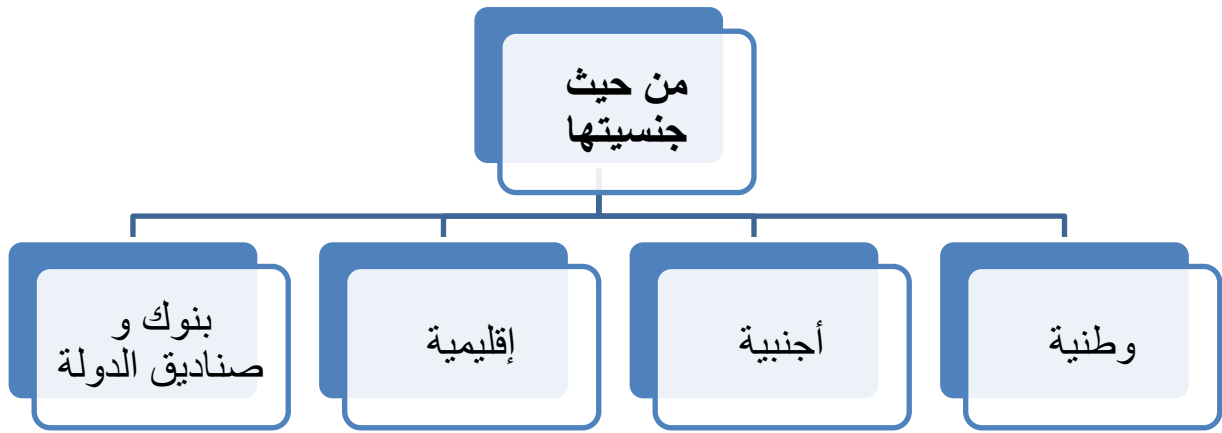 من حيث
جنسيتها
وطنية
أجنبية
إقليمية
بنوك و
صناديق الدولة